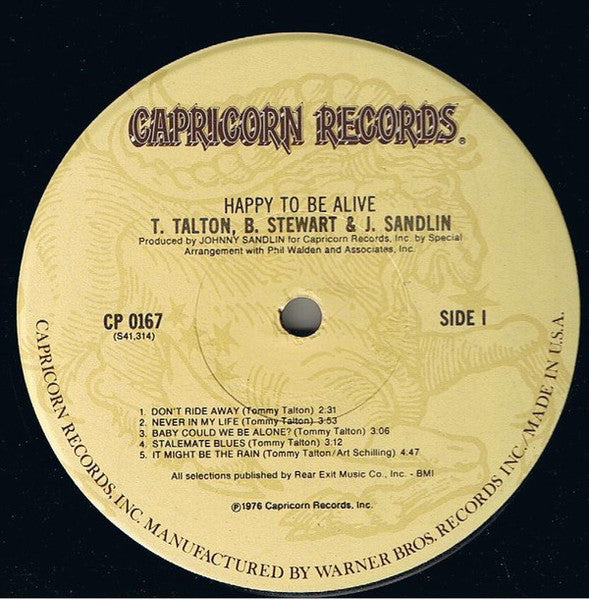 CAPRICORN RECORDS®
HAPPY TO BE ALIVE
T. TALTON, B. STEWART & J. SANDLIN
Produced by JOHNNY SANDLIN for Capricorn Records, Inc. by Special
Arrangement with Phil Walden and Associates, Inc.
CP 0167
(S41,314)
SIDE I
1. DON'T RIDE AWAY (Tommy Talton) 2:31
2. NEVER IN MY LIFE (Tommy Talton) 3:53
3. BABY COULD WE BE ALONE? (Tommy Talton) 3:06
4. STALEMATE BLUES (Tommy Talton) 3:12
5. IT MIGHT BE THE RAIN (Tommy Talton/Art Schilling) 4:47
All selections published by Rear Exit Music Co., Inc. - BMI
℗1976 Capricorn Records, Inc.
CAPRICORN RECORDS, INC. MANUFACTURED BY WARNER BROS. RECORDS INC./MADE IN U.S.A.